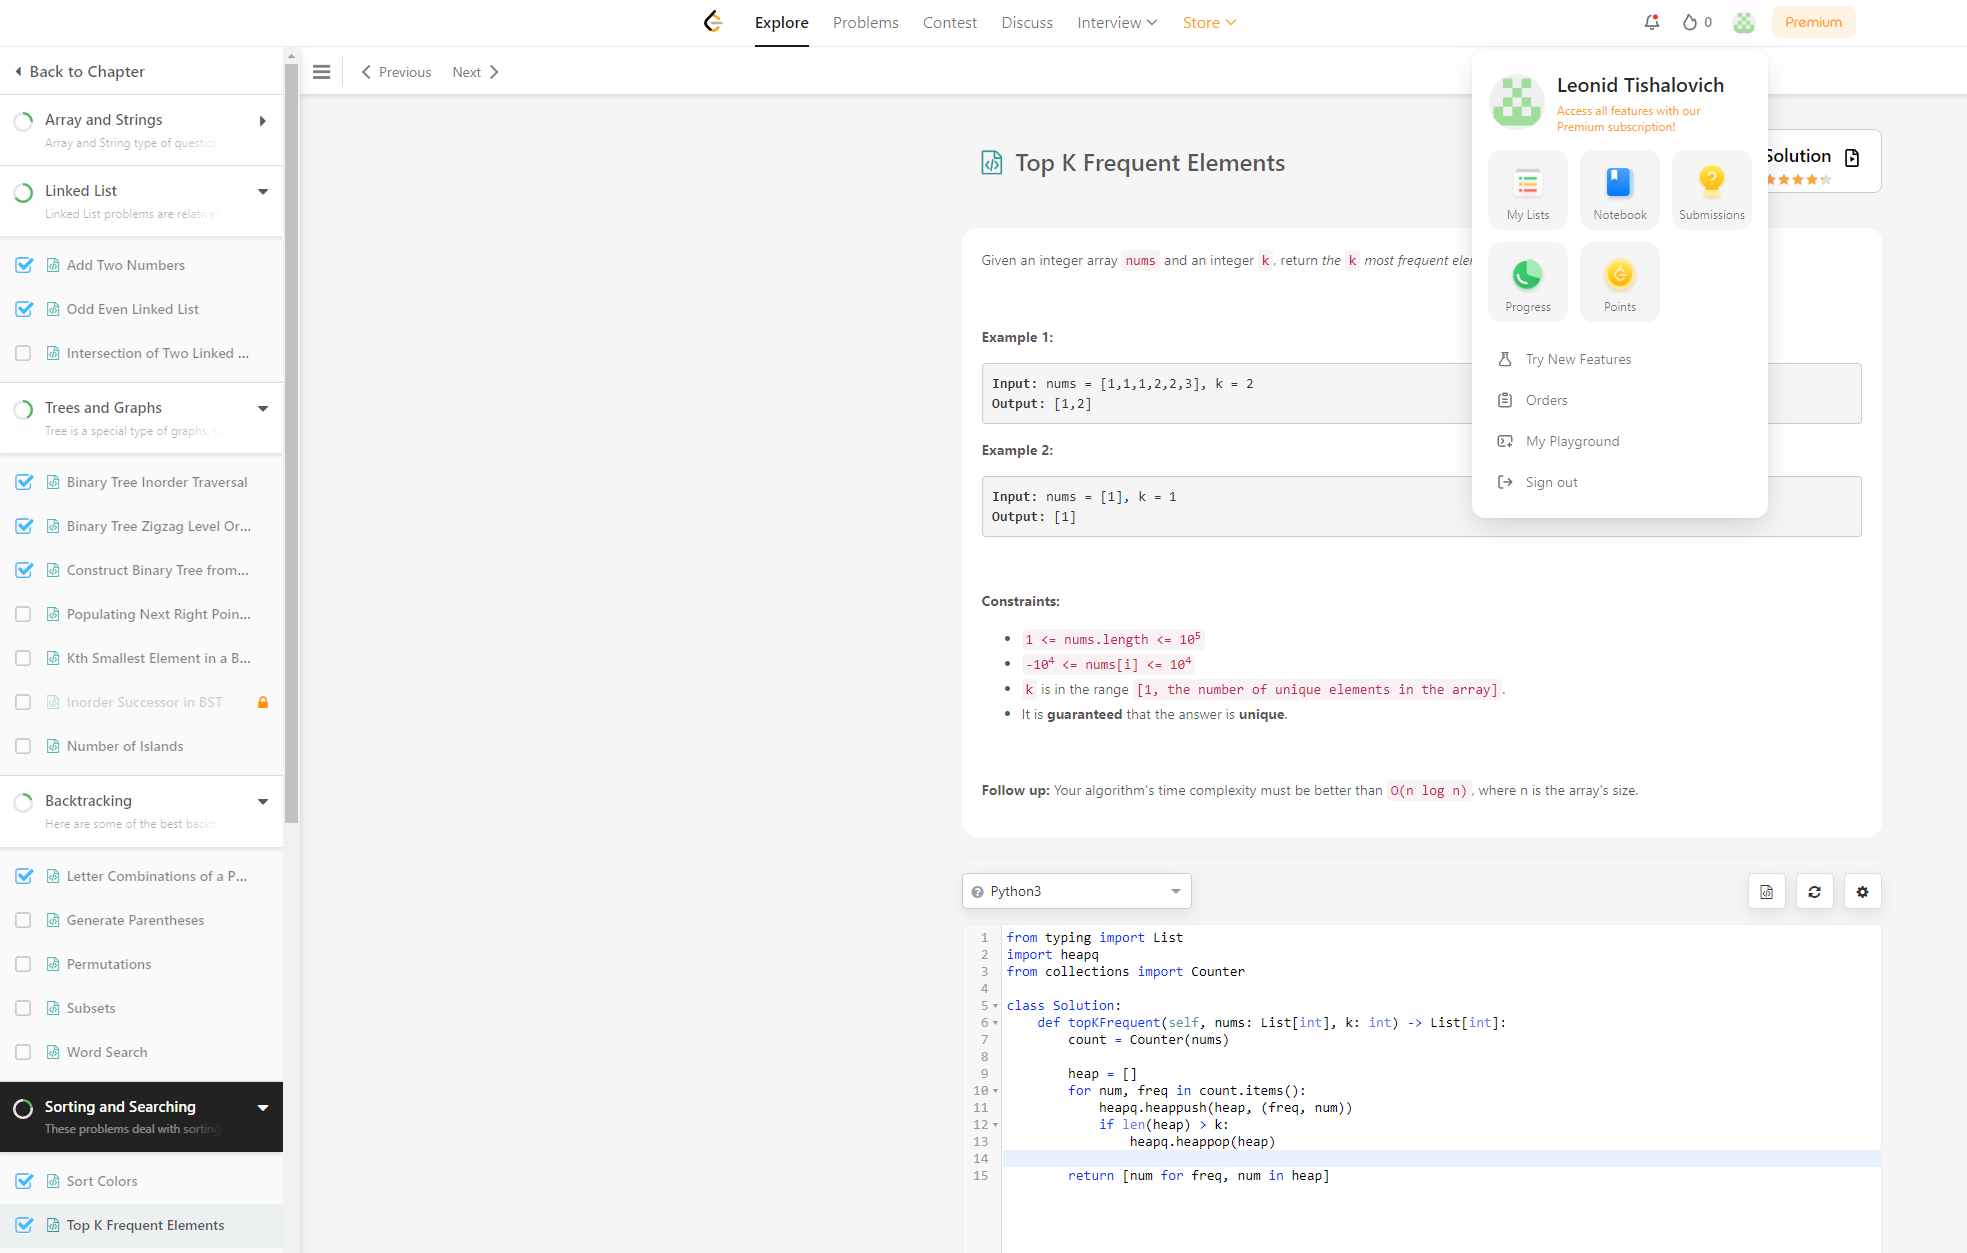 Explore Problems Contest Discuss Interview Store 0 Premium
Back to Chapter
Array and Strings
Array and String type of question
Linked List
Linked List problems are relative
Add Two Numbers
Odd Even Linked List
Intersection of Two Linked ...
Trees and Graphs
Tree is a special type of graphs,
Binary Tree Inorder Traversal
Binary Tree Zigzag Level Or...
Construct Binary Tree from...
Populating Next Right Poin...
Kth Smallest Element in a B...
Inorder Successor in BST
Number of Islands
Backtracking
Here are some of the best backtr
Letter Combinations of a P...
Generate Parentheses
Permutations
Subsets
Word Search
Sorting and Searching
These problems deal with sorting
Sort Colors
Top K Frequent Elements
Previous Next
Top K Frequent Elements
Solution
Given an integer array nums and an integer k, return the k most frequent eler
Example 1:
Input: nums = [1,1,1,2,2,3], k = 2
Output: [1,2]
Example 2:
Input: nums = [1], k = 1
Output: [1]
Constraints:
1 <= nums.length <= 10⁵
-10⁴ <= nums[i] <= 10⁴
k is in the range [1, the number of unique elements in the array].
It is guaranteed that the answer is unique.
Follow up: Your algorithm's time complexity must be better than O(n log n), where n is the array's size.
Leonid Tishalovich
Access all features with our
Premium subscription!
My Lists Notebook Submissions
Progress Points
Try New Features
Orders
My Playground
Sign out
Python3
1 from typing import List
2 import heapq
3 from collections import Counter
4
5 class Solution:
6     def topKFrequent(self, nums: List[int], k: int) -> List[int]:
7         count = Counter(nums)
8
9         heap = []
10         for num, freq in count.items():
11             heapq.heappush(heap, (freq, num))
12             if len(heap) > k:
13                 heapq.heappop(heap)
14
15         return [num for freq, num in heap]